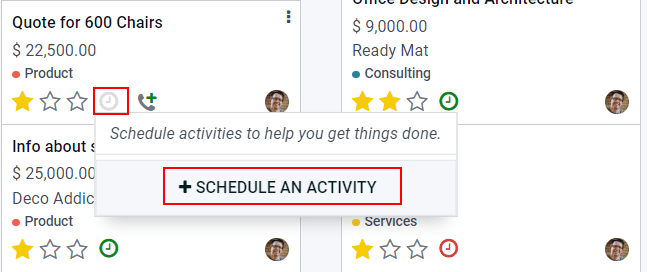 Quote for 600 Chairs
$ 22,500.00
Product
Schedule activities to help you get things done.
+ SCHEDULE AN ACTIVITY
Info about s
$ 25,000.00
Deco Addic
Product
Office Design and Architecture
$ 9,000.00
Ready Mat
Consulting
Services